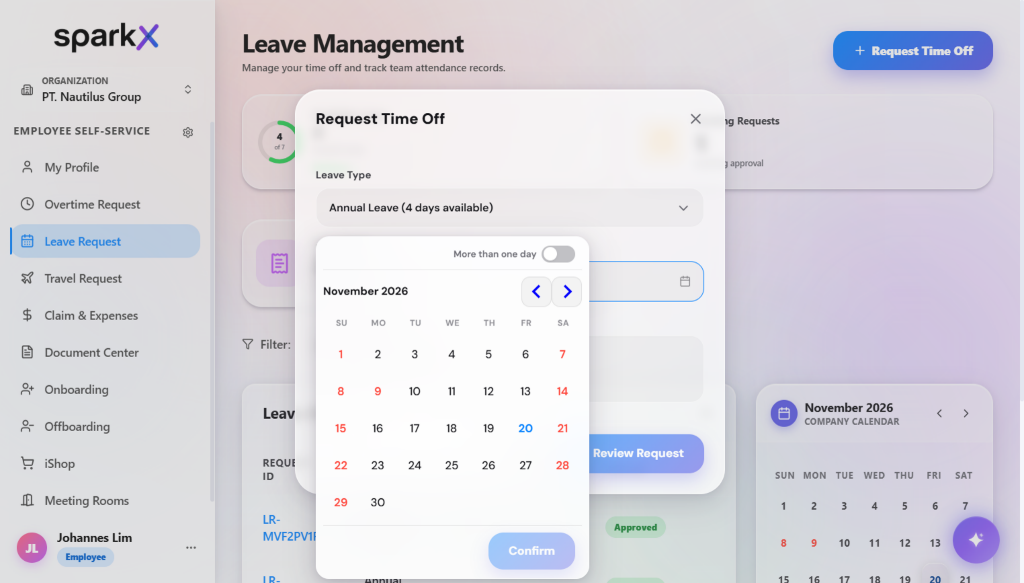 sparkX
ORGANIZATION
PT. Nautilus Group
EMPLOYEE SELF-SERVICE
My Profile
Overtime Request
Leave Request
Travel Request
Claim & Expenses
Document Center
Onboarding
Offboarding
iShop
Meeting Rooms
JL
Johannes Lim
Employee
Leave Management
Manage your time off and track team attendance records.
+ Request Time Off
4
of 7
Requests
approval
Filter:
Request Time Off
Leave Type
Annual Leave (4 days available)
More than one day
November 2026
SU MO TU WE TH FR SA
1 2 3 4 5 6 7
8 9 10 11 12 13 14
15 16 17 18 19 20 21
22 23 24 25 26 27 28
29 30
Confirm
Review Request
Leav
REQUE
ID
LR-
MVF2PV1F
Approved
LR-
Annual
November 2026
COMPANY CALENDAR
SUN MON TUE WED THU FRI SAT
1 2 3 4 5 6 7
8 9 10 11 12 13
15 16 17 18 19 20 21